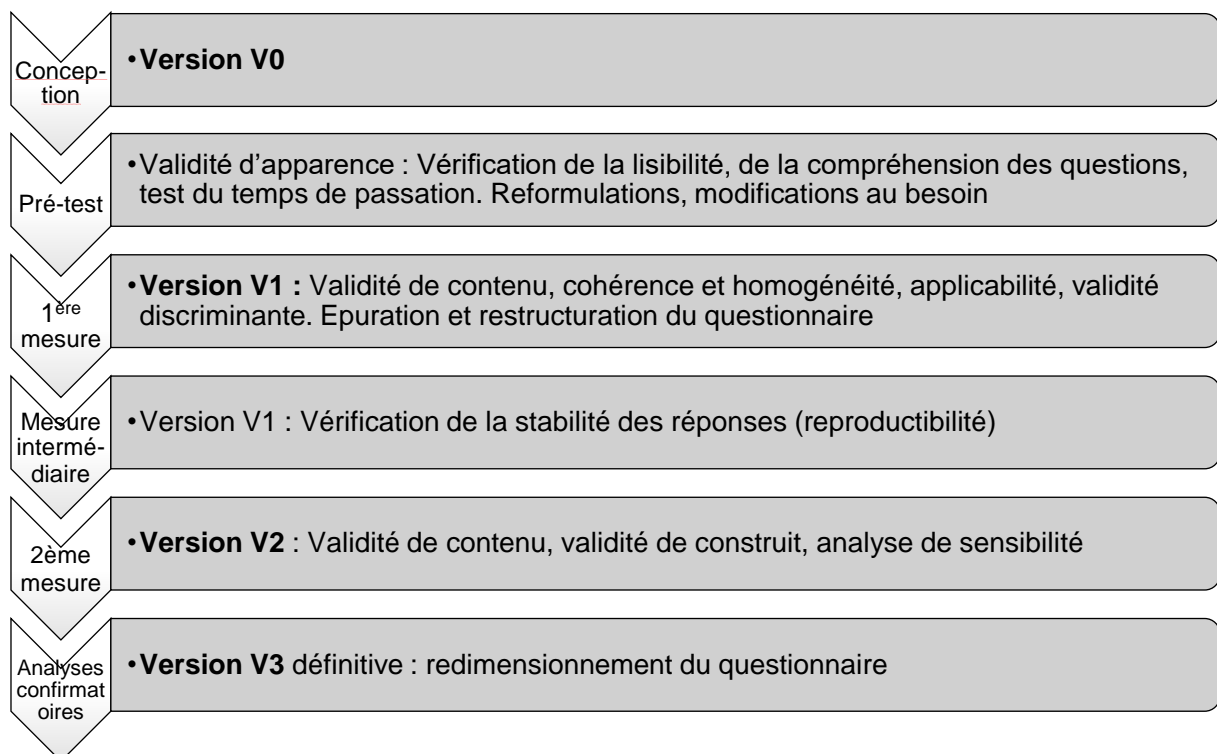 Concep-
tion
•Version V0
Pré-test
•Validité d’apparence : Vérification de la lisibilité, de la compréhension des questions,
test du temps de passation. Reformulations, modifications au besoin
1ère
mesure
•Version V1 : Validité de contenu, cohérence et homogénéité, applicabilité, validité
discriminante. Epuration et restructuration du questionnaire
Mesure
intermé-
diaire
•Version V1 : Vérification de la stabilité des réponses (reproductibilité)
2ème
mesure
•Version V2 : Validité de contenu, validité de construit, analyse de sensibilité
Analyses
confirmat
oires
•Version V3 définitive : redimensionnement du questionnaire